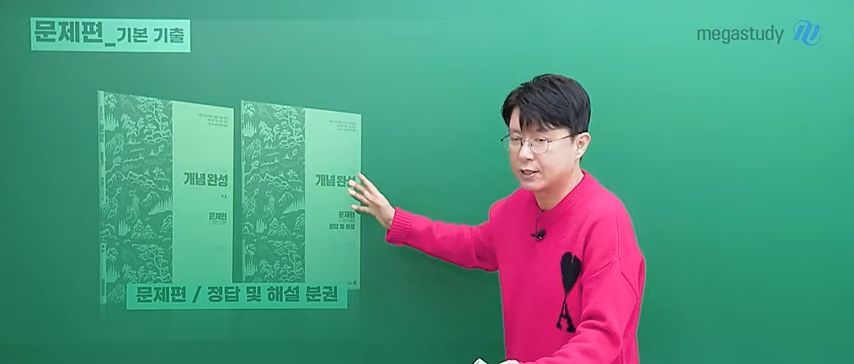 문제편_기본 기출
megastudy
개념완성
문제편
개념완성
문제편
정답 및 해설
문제편 / 정답 및 해설 분권